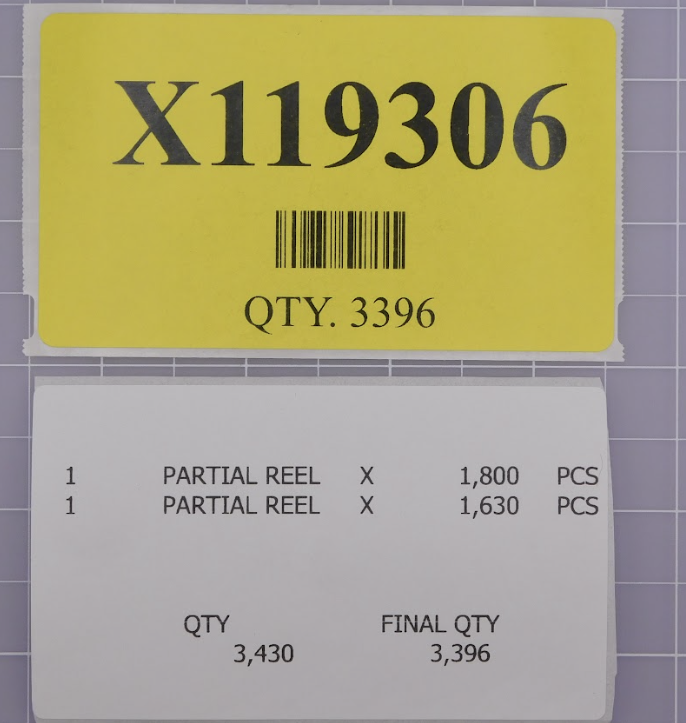 X119306
QTY. 3396
1 PARTIAL REEL X 1,800 PCS
1 PARTIAL REEL X 1,630 PCS
QTY FINAL QTY
3,430 3,396